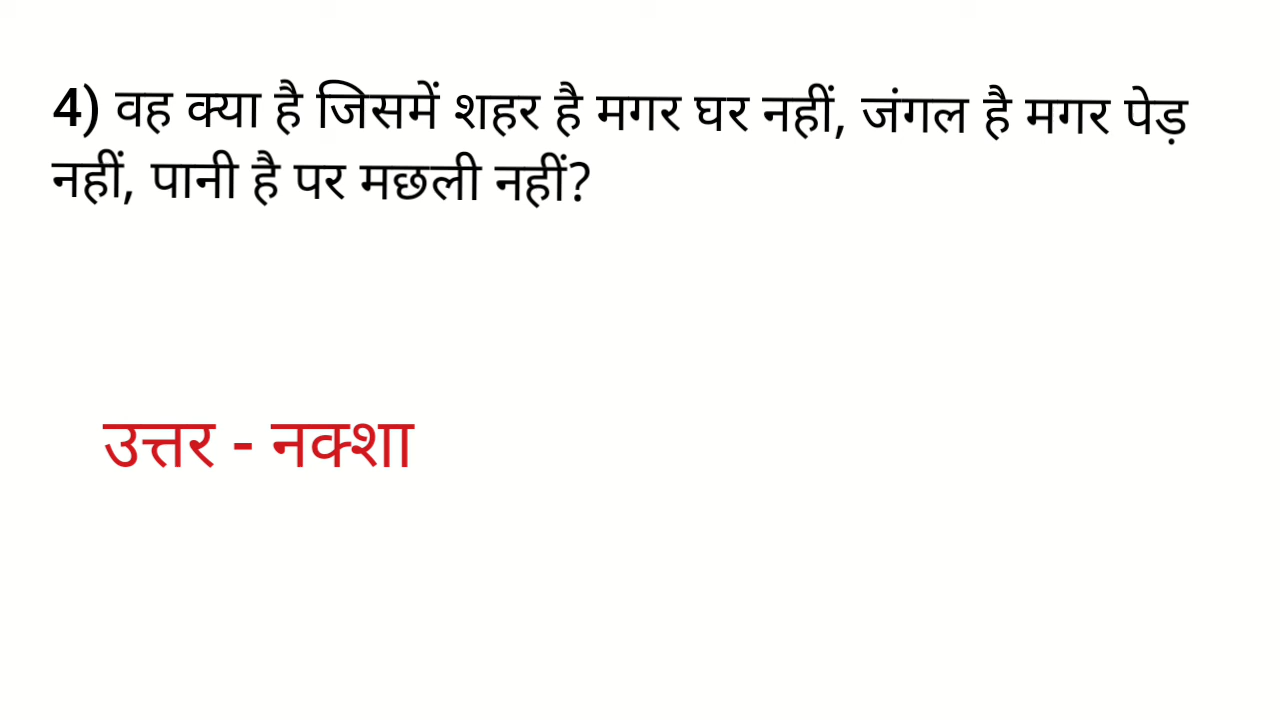 4) वह क्या है जिसमें शहर है मगर घर नहीं, जंगल है मगर पेड़
नहीं, पानी है पर मछली नहीं?
उत्तर - नक्शा